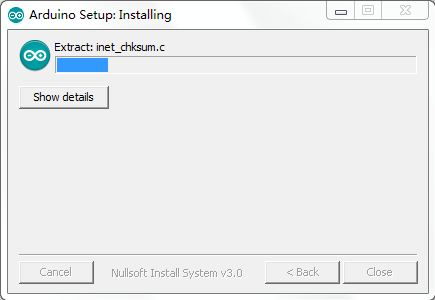 Arduino Setup: Installing
Extract: inet_chksum.c
Show details
Cancel
Nullsoft Install System v3.0
< Back
Close